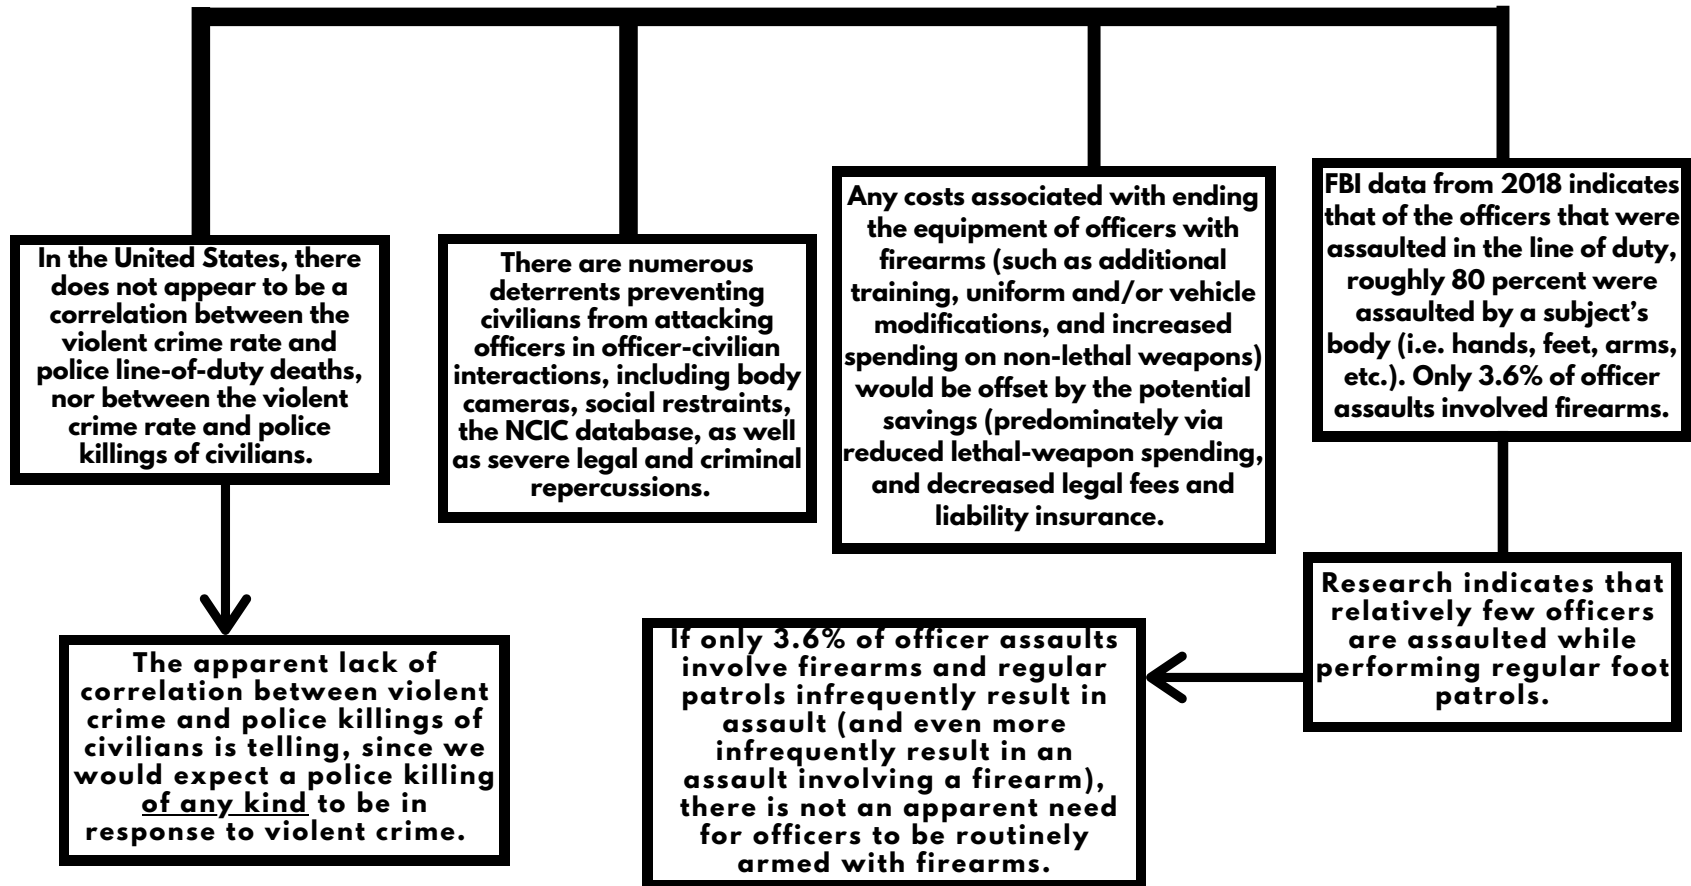 In the United States, there
does not appear to be a
correlation between the
violent crime rate and
police line-of-duty deaths,
nor between the violent
crime rate and police
killings of civilians.
There are numerous
deterrents preventing
civilians from attacking
officers in officer-civilian
interactions, including body
cameras, social restraints,
the NCIC database, as well
as severe legal and criminal
repercussions.
Any costs associated with ending
the equipment of officers with
firearms (such as additional
training, uniform and/or vehicle
modifications, and increased
spending on non-lethal weapons)
would be offset by the potential
savings (predominately via
reduced lethal-weapon spending,
and decreased legal fees and
liability insurance.
FBI data from 2018 indicates
that of the officers that were
assaulted in the line of duty,
roughly 80 percent were
assaulted by a subject’s
body (i.e. hands, feet, arms,
etc.). Only 3.6% of officer
assaults involved firearms.
The apparent lack of
correlation between violent
crime and police killings of
civilians is telling, since we
would expect a police killing
of any kind to be in
response to violent crime.
If only 3.6% of officer assaults
involve firearms and regular
patrols infrequently result in
assault (and even more
infrequently result in an
assault involving a firearm),
there is not an apparent need
for officers to be routinely
armed with firearms.
Research indicates that
relatively few officers
are assaulted while
performing regular foot
patrols.